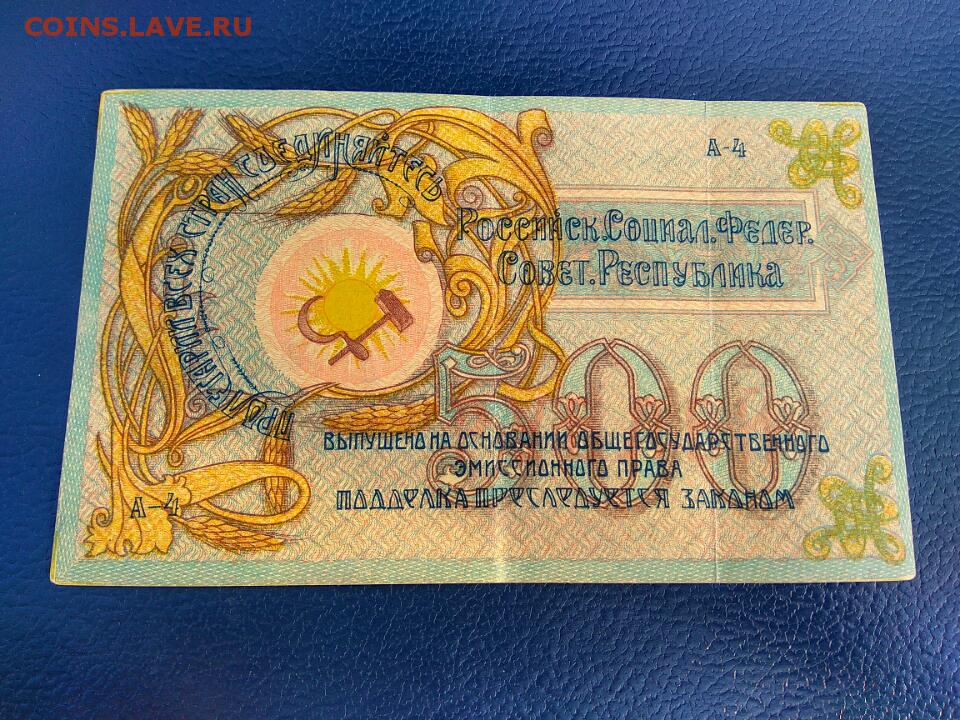 COINS.LAVE.RU
ПРОЛЕТАРИИ ВСЕХ СТРАН СОЕДИНЯЙТЕСЬ
А-4
РОССИЙСК.СОЦИАЛ.ФЕДЕР.
СОВЕТ.РЕСПУБЛИКА
500
ВЫПУЩЕНО НА ОСНОВАНИИ ОБЩЕГОСУДАРСТВЕННОГО
ЭМИССИОННОГО ПРАВА
ПОДДЕЛКА ПРЕСЛЕДУЕТСЯ ЗАКОНОМ
А-4